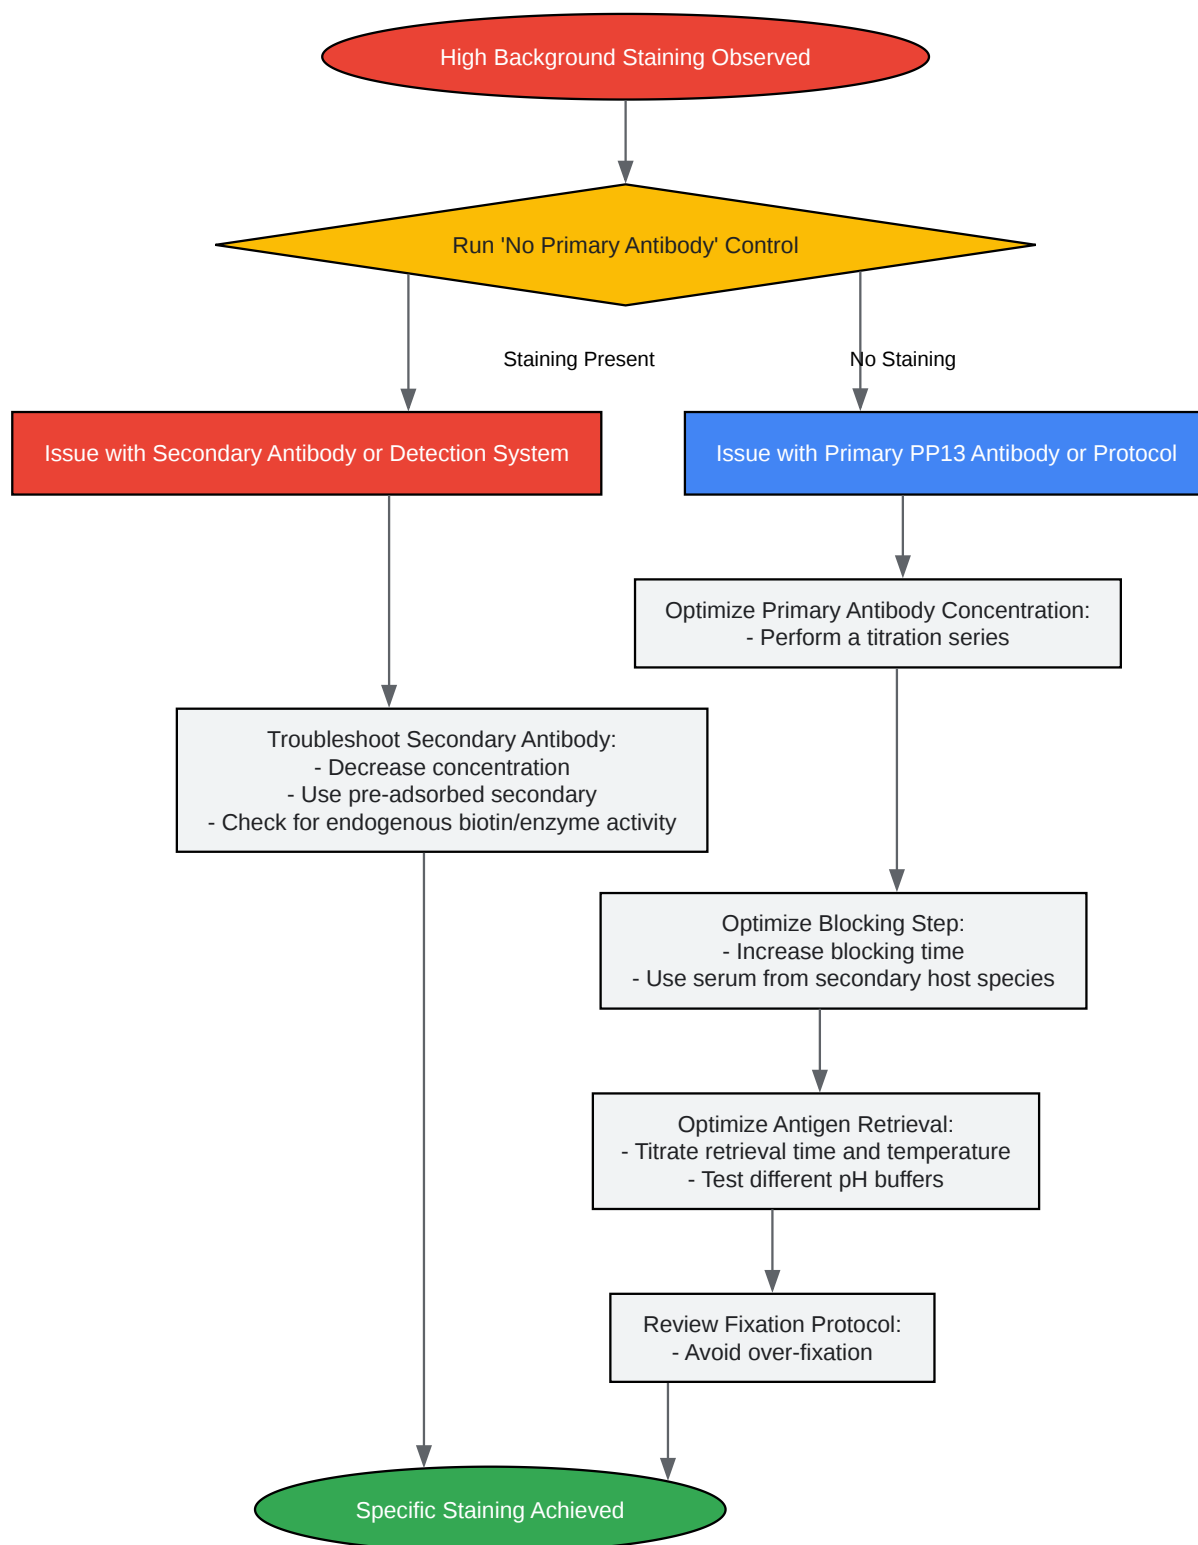 High Background Staining Observed
Run 'No Primary Antibody' Control
Staining Present
No Staining
Issue with Secondary Antibody or Detection System
Issue with Primary PP13 Antibody or Protocol
Optimize Primary Antibody Concentration:
- Perform a titration series
Troubleshoot Secondary Antibody:
- Decrease concentration
- Use pre-adsorbed secondary
- Check for endogenous biotin/enzyme activity
Optimize Blocking Step:
- Increase blocking time
- Use serum from secondary host species
Optimize Antigen Retrieval:
- Titrate retrieval time and temperature
- Test different pH buffers
Review Fixation Protocol:
- Avoid over-fixation
Specific Staining Achieved